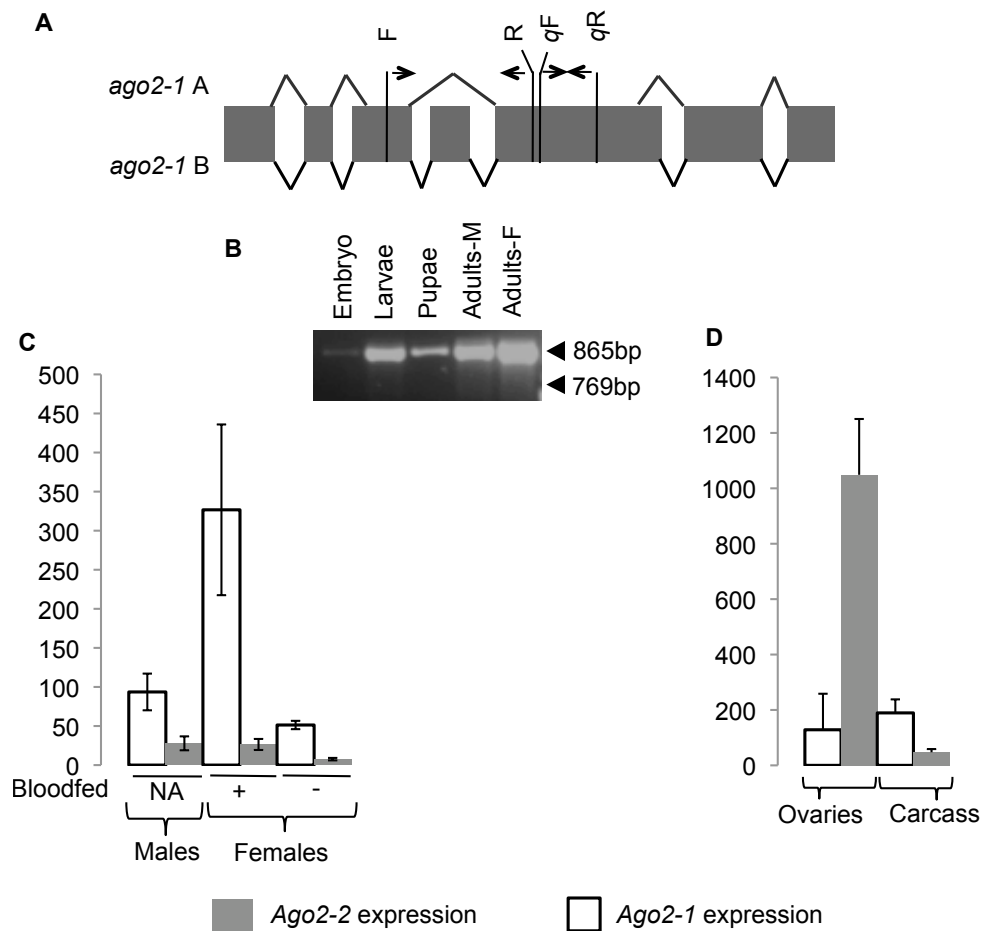 A
F
R
qF
qR
ago2-1 A
ago2-1 B
B
Embryo
Larvae
Pupae
Adults-M
Adults-F
865bp
769bp
C
500
450
400
350
300
250
200
150
100
50
0
Bloodfed
NA
+
-
Males
Females
D
1400
1200
1000
800
600
400
200
0
Ovaries
Carcass
Ago2-2 expression
Ago2-1 expression